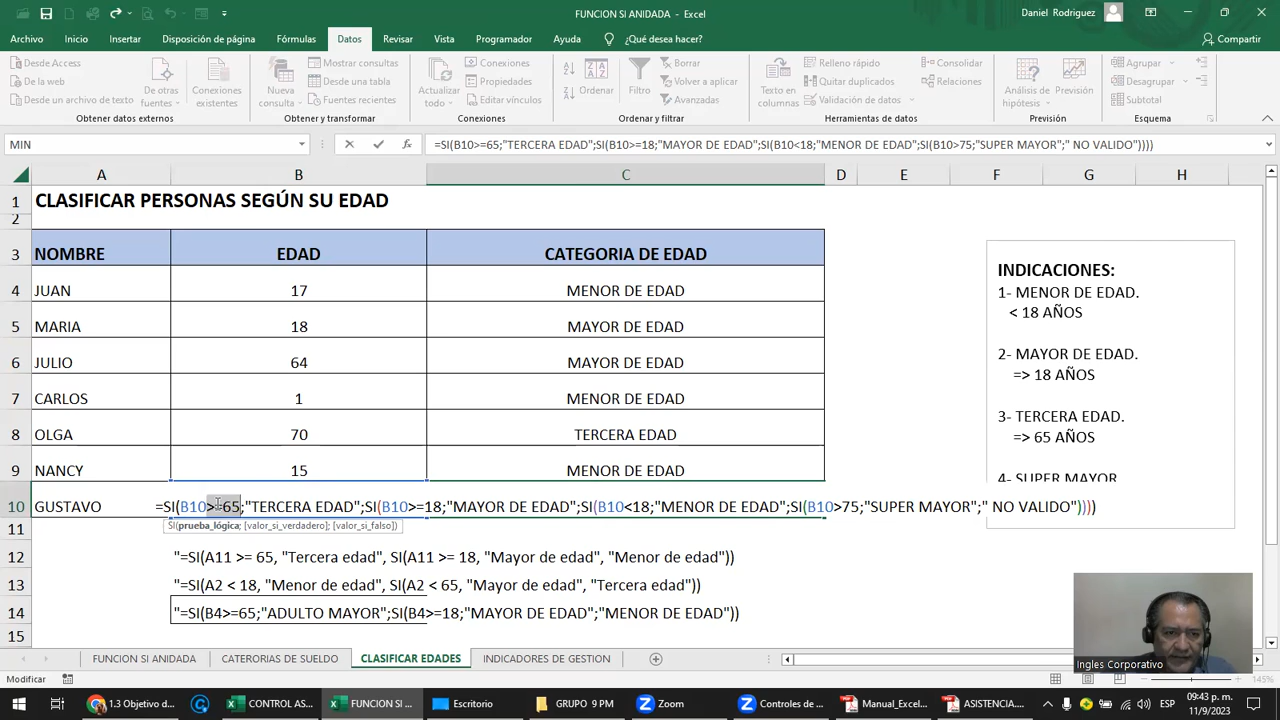 FUNCION SI ANIDADA - Excel
Daniel Rodriguez
Archivo Inicio Insertar Disposición de página Fórmulas Datos Revisar Vista Programador Ayuda ¿Qué desea hacer? Compartir
Desde Access
De la web
Desde un archivo de texto
De otras fuentes
Conexiones existentes
Obtener datos externos
Nueva consulta
Mostrar consultas
Desde una tabla
Fuentes recientes
Obtener y transformar
Actualizar todo
Conexiones
Propiedades
Editar vínculos
Conexiones
Ordenar
Filtro
Borrar
Volver a aplicar
Avanzadas
Ordenar y filtrar
Texto en columnas
Relleno rápido
Quitar duplicados
Validación de datos
Consolidar
Relaciones
Herramientas de datos
Análisis de hipótesis
Previsión
Previsión
Agrupar
Desagrupar
Subtotal
Esquema
MIN
=SI(B10>=65;"TERCERA EDAD";SI(B10>=18;"MAYOR DE EDAD";SI(B10<18;"MENOR DE EDAD";SI(B10>75;"SUPER MAYOR";" NO VALIDO"))))
A B C D E F G H
1 CLASIFICAR PERSONAS SEGÚN SU EDAD
2
3 NOMBRE EDAD CATEGORIA DE EDAD
4 JUAN 17 MENOR DE EDAD
5 MARIA 18 MAYOR DE EDAD
6 JULIO 64 MAYOR DE EDAD
7 CARLOS 1 MENOR DE EDAD
8 OLGA 70 TERCERA EDAD
9 NANCY 15 MENOR DE EDAD
10 GUSTAVO =SI(B10>=65;"TERCERA EDAD";SI(B10>=18;"MAYOR DE EDAD";SI(B10<18;"MENOR DE EDAD";SI(B10>75;"SUPER MAYOR";" NO VALIDO"))))
11 SI(prueba_lógica; [valor_si_verdadero]; [valor_si_falso])
12 "=SI(A11 >= 65, "Tercera edad", SI(A11 >= 18, "Mayor de edad", "Menor de edad"))
13 "=SI(A2 < 18, "Menor de edad", SI(A2 < 65, "Mayor de edad", "Tercera edad"))
14 "=SI(B4>=65;"ADULTO MAYOR";SI(B4>=18;"MAYOR DE EDAD";"MENOR DE EDAD"))
15
INDICACIONES:
1- MENOR DE EDAD.
< 18 AÑOS
2- MAYOR DE EDAD.
=> 18 AÑOS
3- TERCERA EDAD.
=> 65 AÑOS
4- SUPER MAYOR
Ingles Corporativo
FUNCION SI ANIDADA CATERORIAS DE SUELDO CLASIFICAR EDADES INDICADORES DE GESTION
Modificar
145%
1.3 Objetivo d... CONTROL AS... FUNCION SI ... Escritorio GRUPO 9 PM Zoom Controles de ... Manual_Exce... ASISTENCIA... ESP
09:43 p. m.
11/9/2023